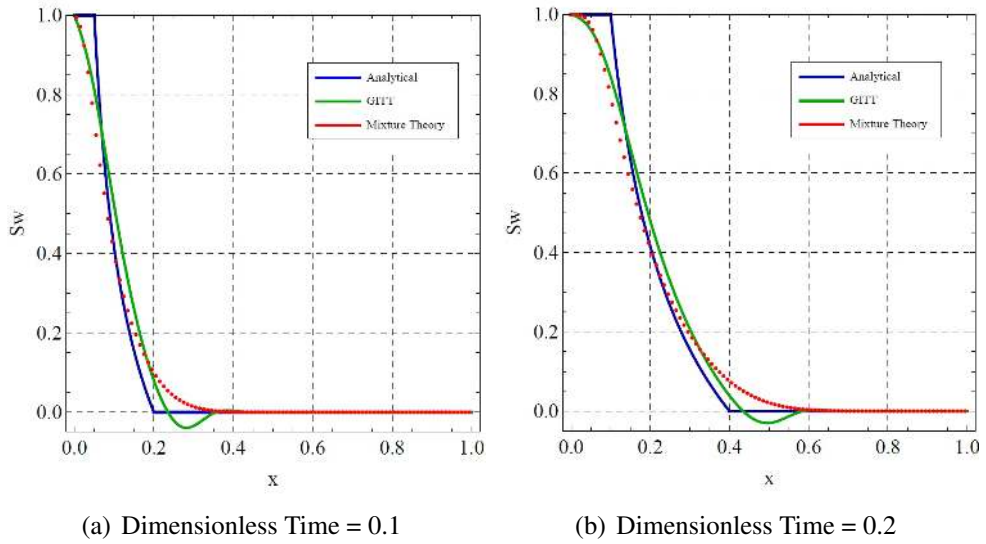 1.0
0.8
0.6
0.4
0.2
0.0
Sw
Analytical
GITT
Mixture Theory
0.0 0.2 0.4 0.6 0.8 1.0
x
(a) Dimensionless Time = 0.1
1.0
0.8
0.6
0.4
0.2
0.0
Sw
Analytical
GITT
Mixture Theory
0.0 0.2 0.4 0.6 0.8 1.0
x
(b) Dimensionless Time = 0.2